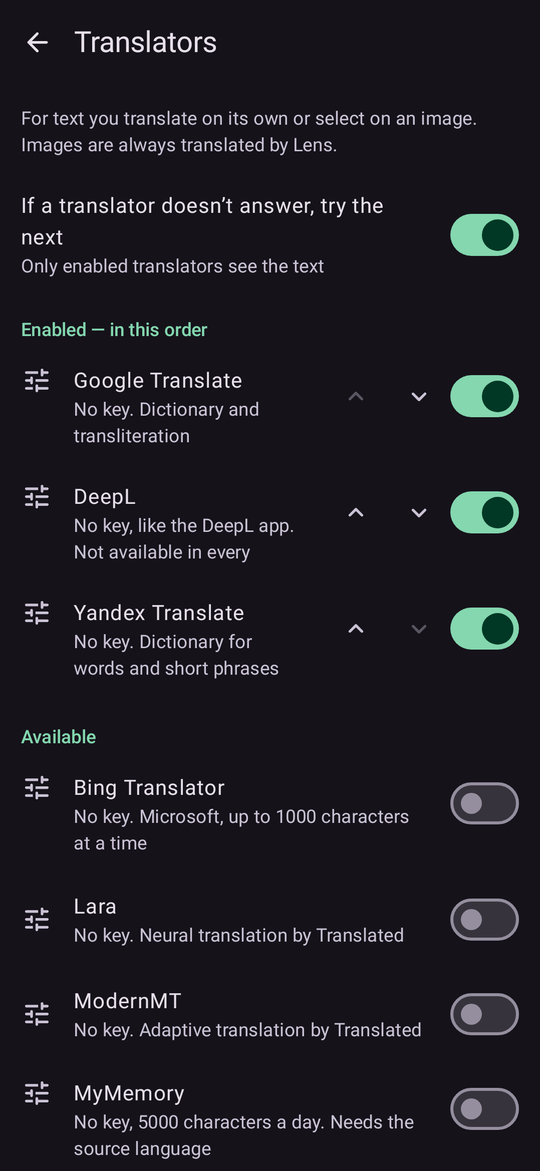 Translators
For text you translate on its own or select on an image.
Images are always translated by Lens.
If a translator doesn’t answer, try the
next
Only enabled translators see the text
Enabled — in this order
Google Translate
No key. Dictionary and
transliteration
DeepL
No key, like the DeepL app.
Not available in every
Yandex Translate
No key. Dictionary for
words and short phrases
Available
Bing Translator
No key. Microsoft, up to 1000 characters
at a time
Lara
No key. Neural translation by Translated
ModernMT
No key. Adaptive translation by Translated
MyMemory
No key, 5000 characters a day. Needs the
source language